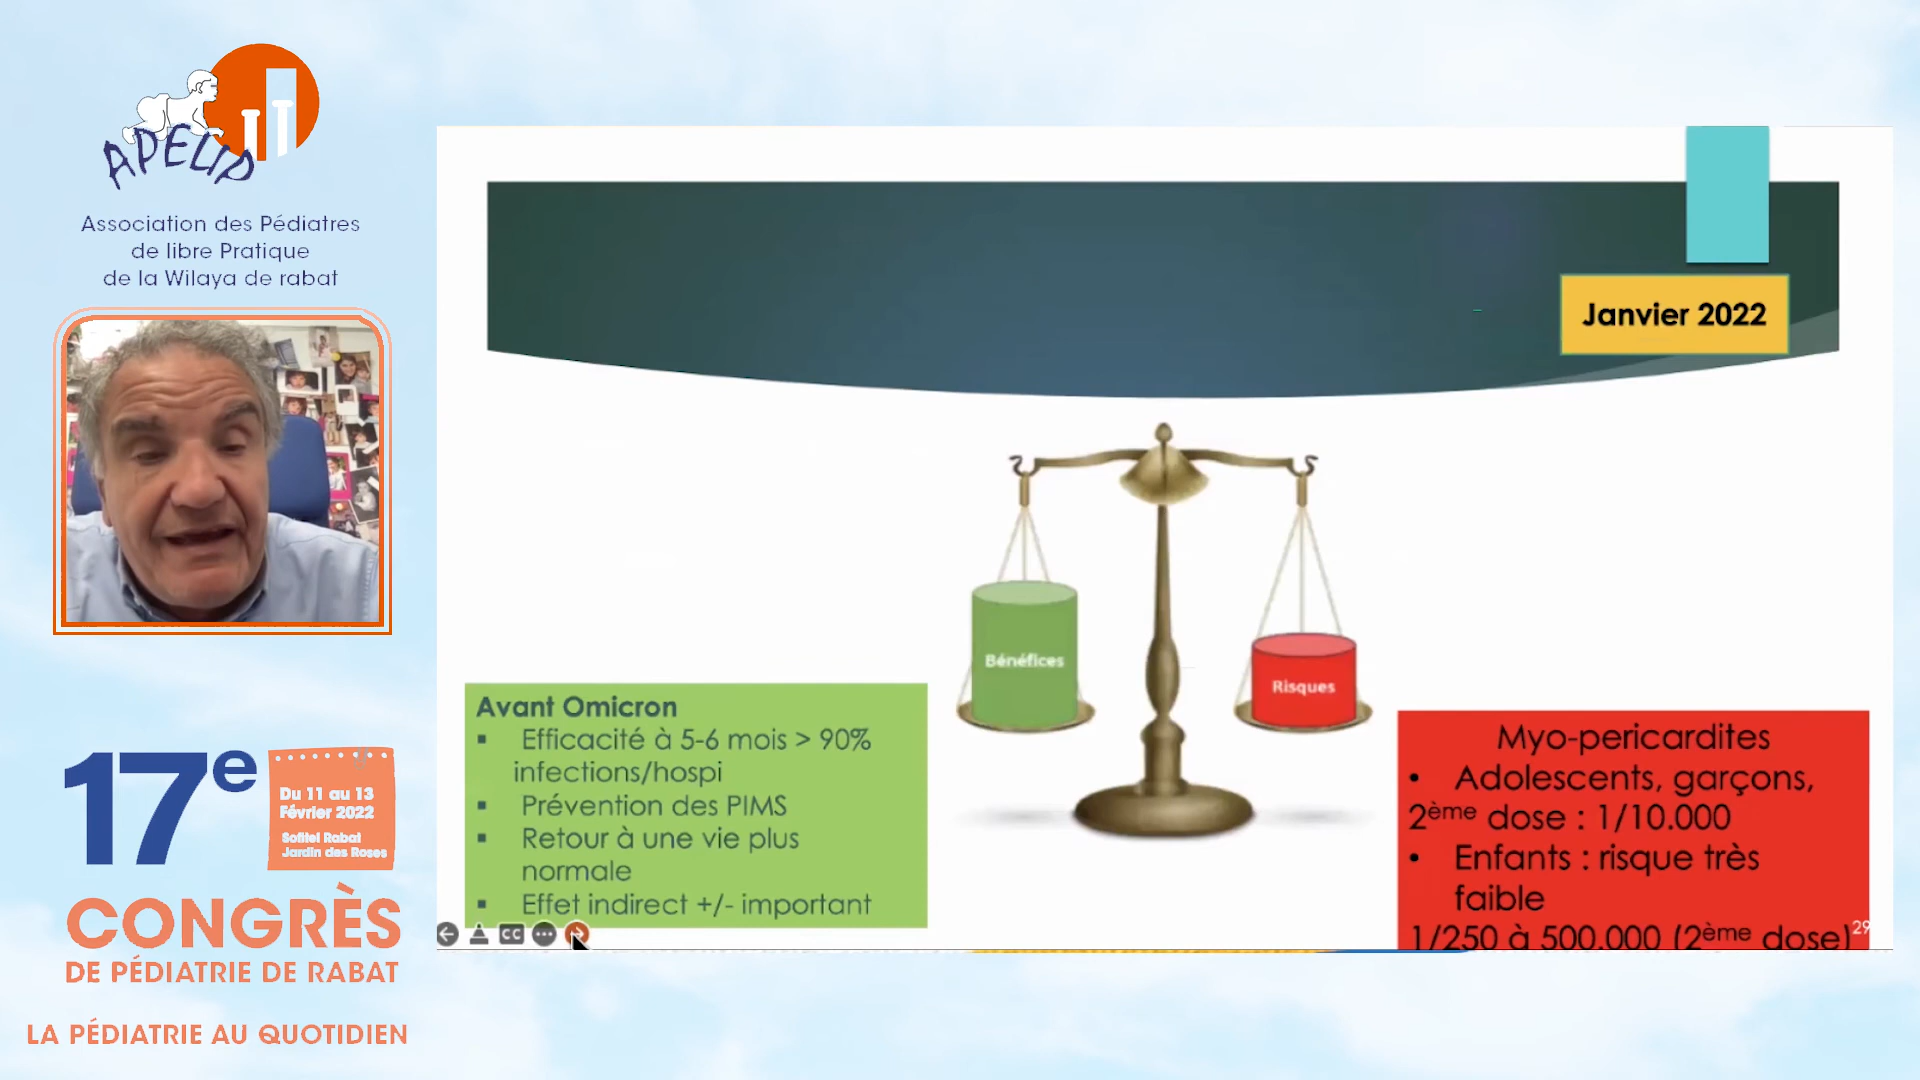 APELIP
Association des Pédiatres
de libre Pratique
de la Wilaya de rabat
17e
Du 11 au 13
Février 2022
Sofitel Rabat
Jardin des Roses
CONGRÈS
DE PÉDIATRIE DE RABAT
LA PÉDIATRIE AU QUOTIDIEN
Janvier 2022
Bénéfices
Risques
Avant Omicron
▪ Efficacité à 5-6 mois > 90%
infections/hospi
▪ Prévention des PIMS
▪ Retour à une vie plus
normale
▪ Effet indirect +/- important
Myo-pericardites
• Adolescents, garçons,
2ème dose : 1/10.000
• Enfants : risque très
faible
1/250 à 500.000 (2ème dose)
29
CC